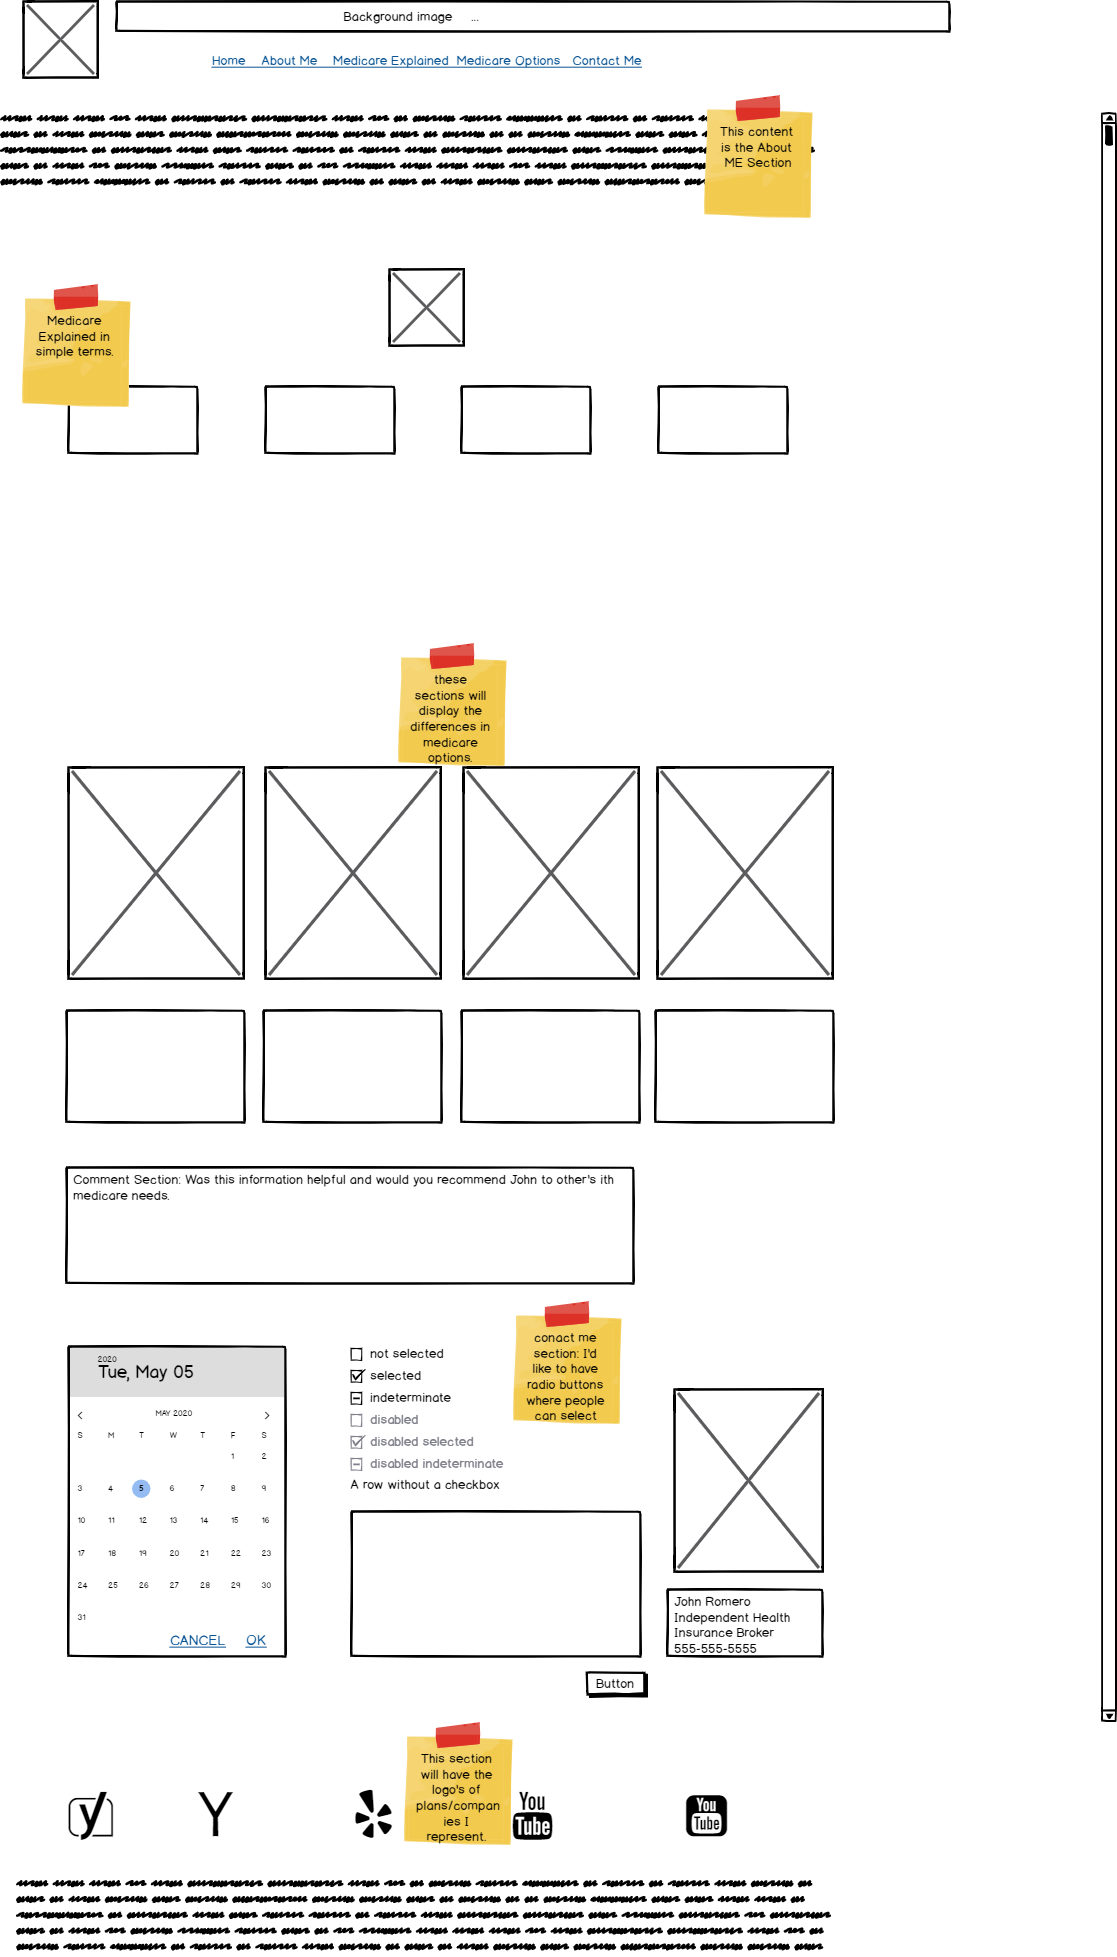 Background image ...
Home About Me Medicare Explained Medicare Options Contact Me
This content
is the About
ME Section
Medicare
Explained in
simple terms.
these
sections will
display the
differences in
medicare
options.
Comment Section: Was this information helpful and would you recommend John to other's ith
medicare needs.
2020
Tue, May 05
MAY 2020
S M T W T F S
1 2
3 4 5 6 7 8 9
10 11 12 13 14 15 16
17 18 19 20 21 22 23
24 25 26 27 28 29 30
31
CANCEL OK
not selected
selected
indeterminate
disabled
disabled selected
disabled indeterminate
A row without a checkbox
conact me
section: I'd
like to have
radio buttons
where people
can select
John Romero
Independent Health
Insurance Broker
555-555-5555
Button
This section
will have the
logo's of
plans/compan
ies I
represent.
y
Y
You
Tube
You
Tube